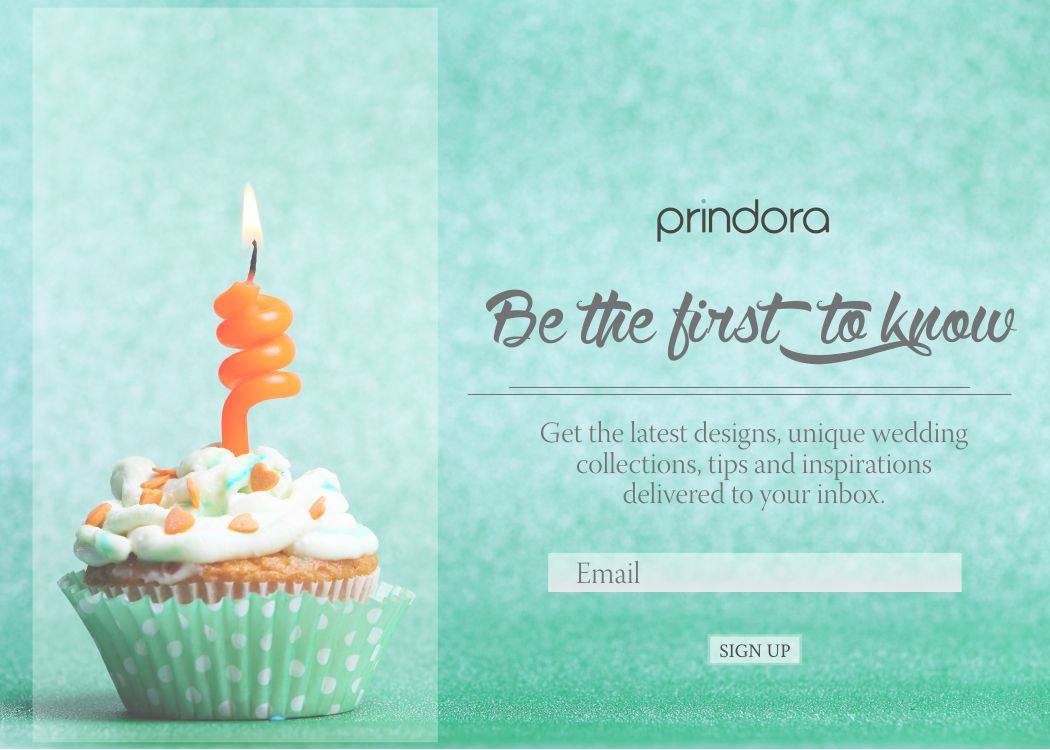 prindora
Be the first to know
Get the latest designs, unique wedding
collections, tips and inspirations
delivered to your inbox.
Email
SIGN UP